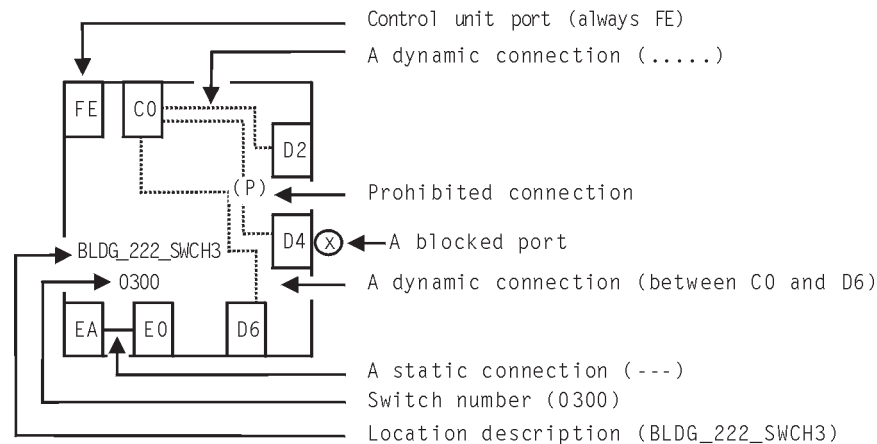 Control unit port (always FE)
A dynamic connection (.....)
FE
C0
D2
(P)
Prohibited connection
D4
X
A blocked port
BLDG_222_SWCH3
0300
A dynamic connection (between C0 and D6)
EA
E0
D6
A static connection (---)
Switch number (0300)
Location description (BLDG_222_SWCH3)